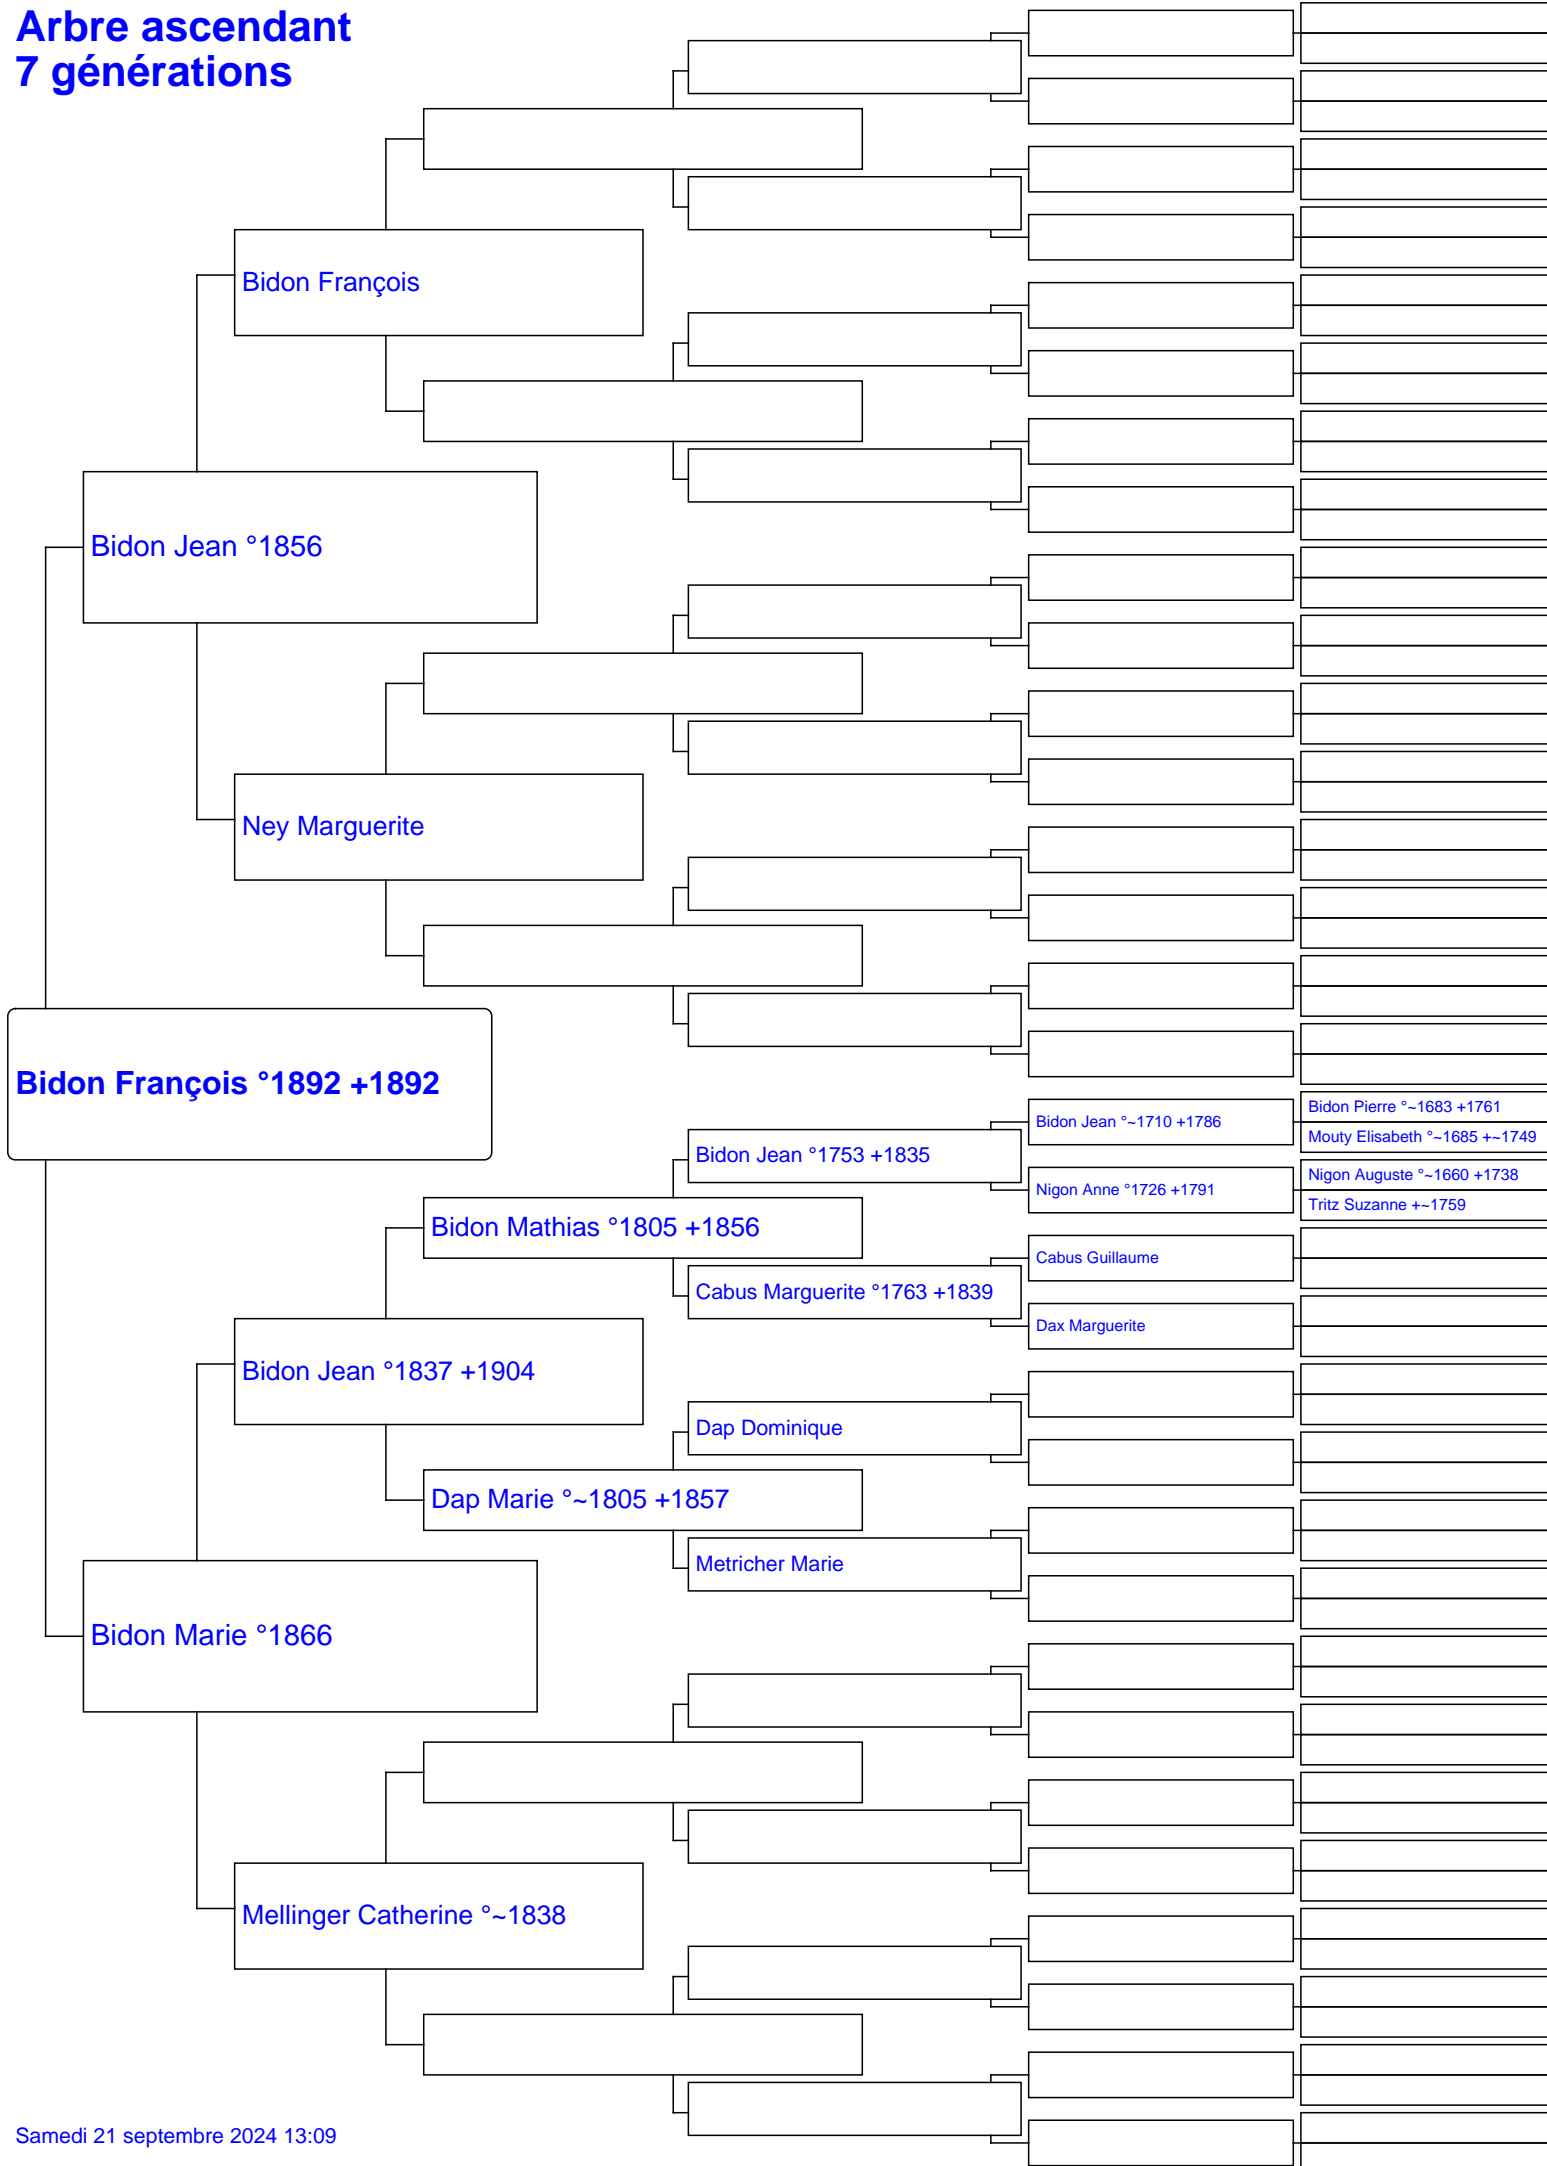 Arbre ascendant
7 générations
Bidon François
Bidon Jean °1856
Ney Marguerite
Bidon François °1892 +1892
Bidon Pierre °~1683 +1761
Bidon Jean °~1710 +1786
Mouty Elisabeth °~1685 +~1749
Bidon Jean °1753 +1835
Nigon Auguste °~1660 +1738
Nigon Anne °1726 +1791
Tritz Suzanne +~1759
Bidon Mathias °1805 +1856
Cabus Guillaume
Cabus Marguerite °1763 +1839
Dax Marguerite
Bidon Jean °1837 +1904
Dap Dominique
Dap Marie °~1805 +1857
Metricher Marie
Bidon Marie °1866
Mellinger Catherine °~1838
Samedi 21 septembre 2024 13:09